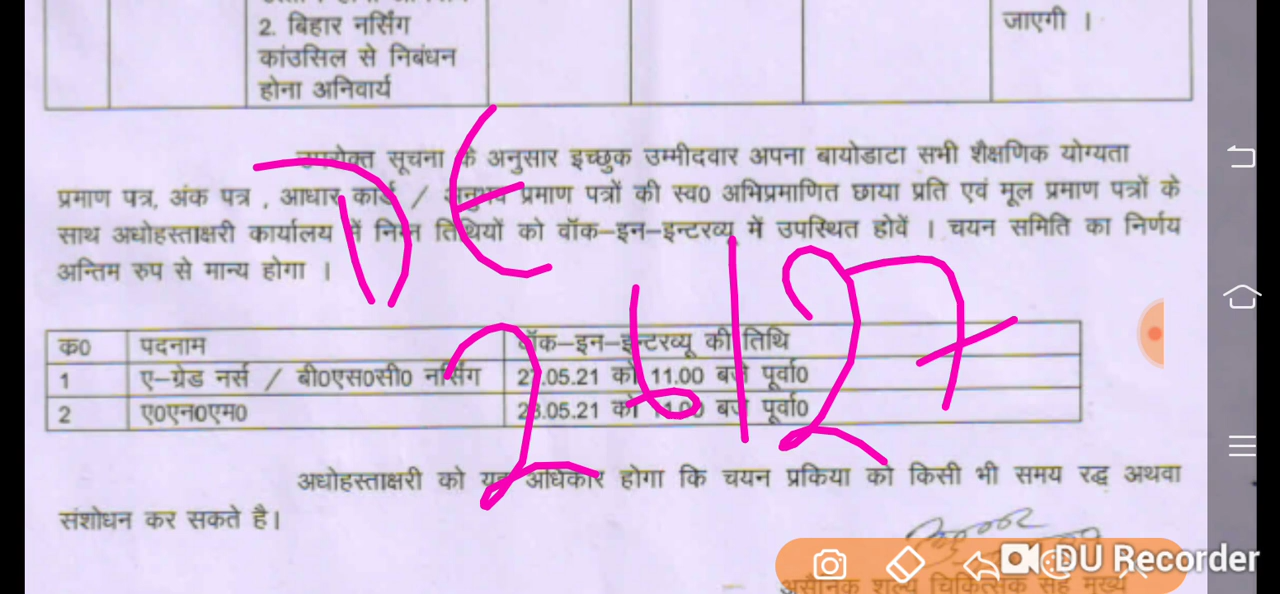 2. बिहार नर्सिंग
कांउसिल से निबंधन
होना अनिवार्य
जाएगी ।
उपरोक्त सूचना के अनुसार इच्छुक उम्मीदवार अपना बायोडाटा सभी शैक्षणिक योग्यता
प्रमाण पत्र, अंक पत्र , आधार कार्ड / अनुभव प्रमाण पत्रों की स्व0 अभिप्रमाणित छाया प्रति एवं मूल प्रमाण पत्रों के
साथ अधोहस्ताक्षरी कार्यालय में निम्न तिथियों को वॉक–इन–इन्टरव्यू में उपस्थित होवें । चयन समिति का निर्णय
अन्तिम रुप से मान्य होगा ।
क0 पदनाम वॉक–इन–इन्टरव्यू की तिथि
1 ए–ग्रेड नर्स / बी0एस0सी0 नर्सिंग 27.05.21 को 11.00 बजे पूर्वा0
2 ए0एन0एम0 28.05.21 को 11.00 बजे पूर्वा0
अधोहस्ताक्षरी को यह अधिकार होगा कि चयन प्रकिया को किसी भी समय रद्ध अथवा
संशोधन कर सकते है।
DU Recorder
असैनिक शल्य चिकित्सक सह मुख्य